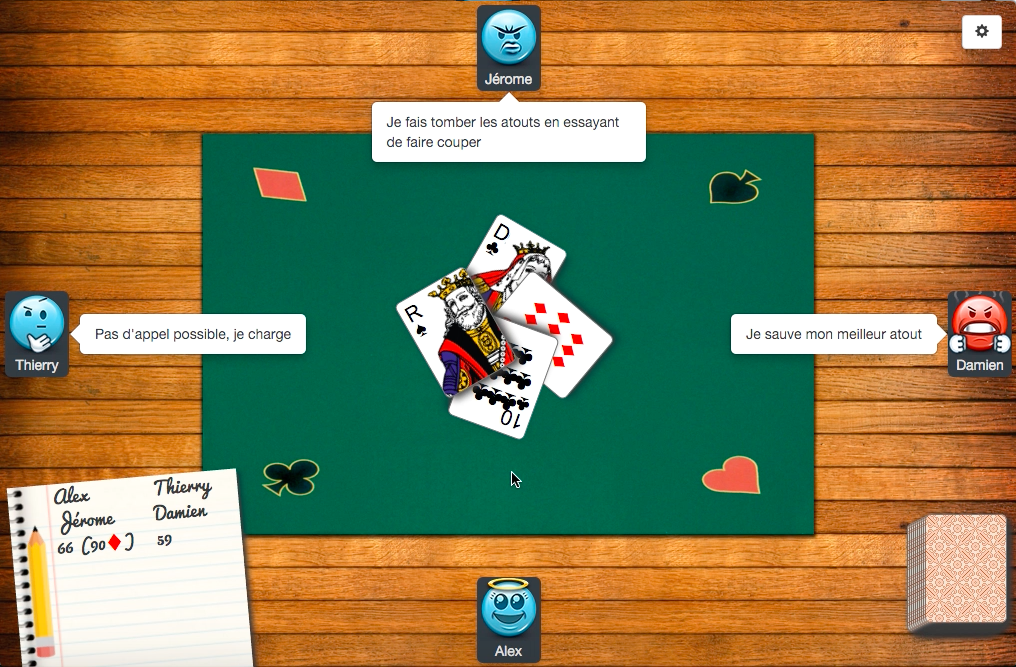 Jérome
Je fais tomber les atouts en essayant
de faire couper
D
R
10
Pas d'appel possible, je charge
Thierry
Je sauve mon meilleur atout
Damien
Alex Thierry
Jérome Damien
66 (90♦) 59
Alex